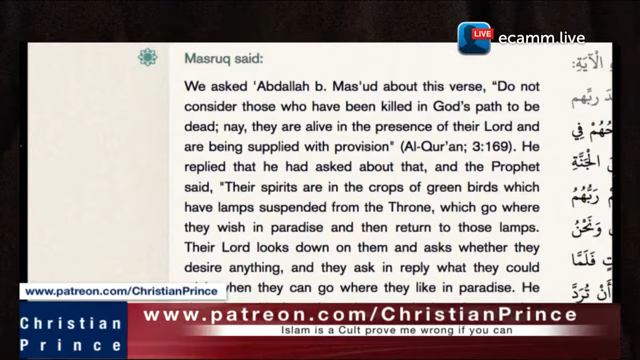 LIVE
ecamm.live
Masruq said:
We asked 'Abdallah b. Mas'ud about this verse, "Do not
consider those who have been killed in God's path to be
dead; nay, they are alive in the presence of their Lord and
are being supplied with provision" (Al-Qur'an; 3:169). He
replied that he had asked about that, and the Prophet
said, "Their spirits are in the crops of green birds which
have lamps suspended from the Throne, which go where
they wish in paradise and then return to those lamps.
Their Lord looks down on them and asks whether they
desire anything, and they ask in reply what they could
when they can go where they like in paradise. He
الْآيَةِ:
رَبِّهِم
فِي
الْجَنَّةِ
رَبُّهُمْ
وَنَحْنُ
فَلَمَّا
أَنْ تُرَدَّ
www.patreon.com/ChristianPrince
Christian
Prince
www.patreon.com/ChristianPrince
Islam is a Cult prove me wrong if you can